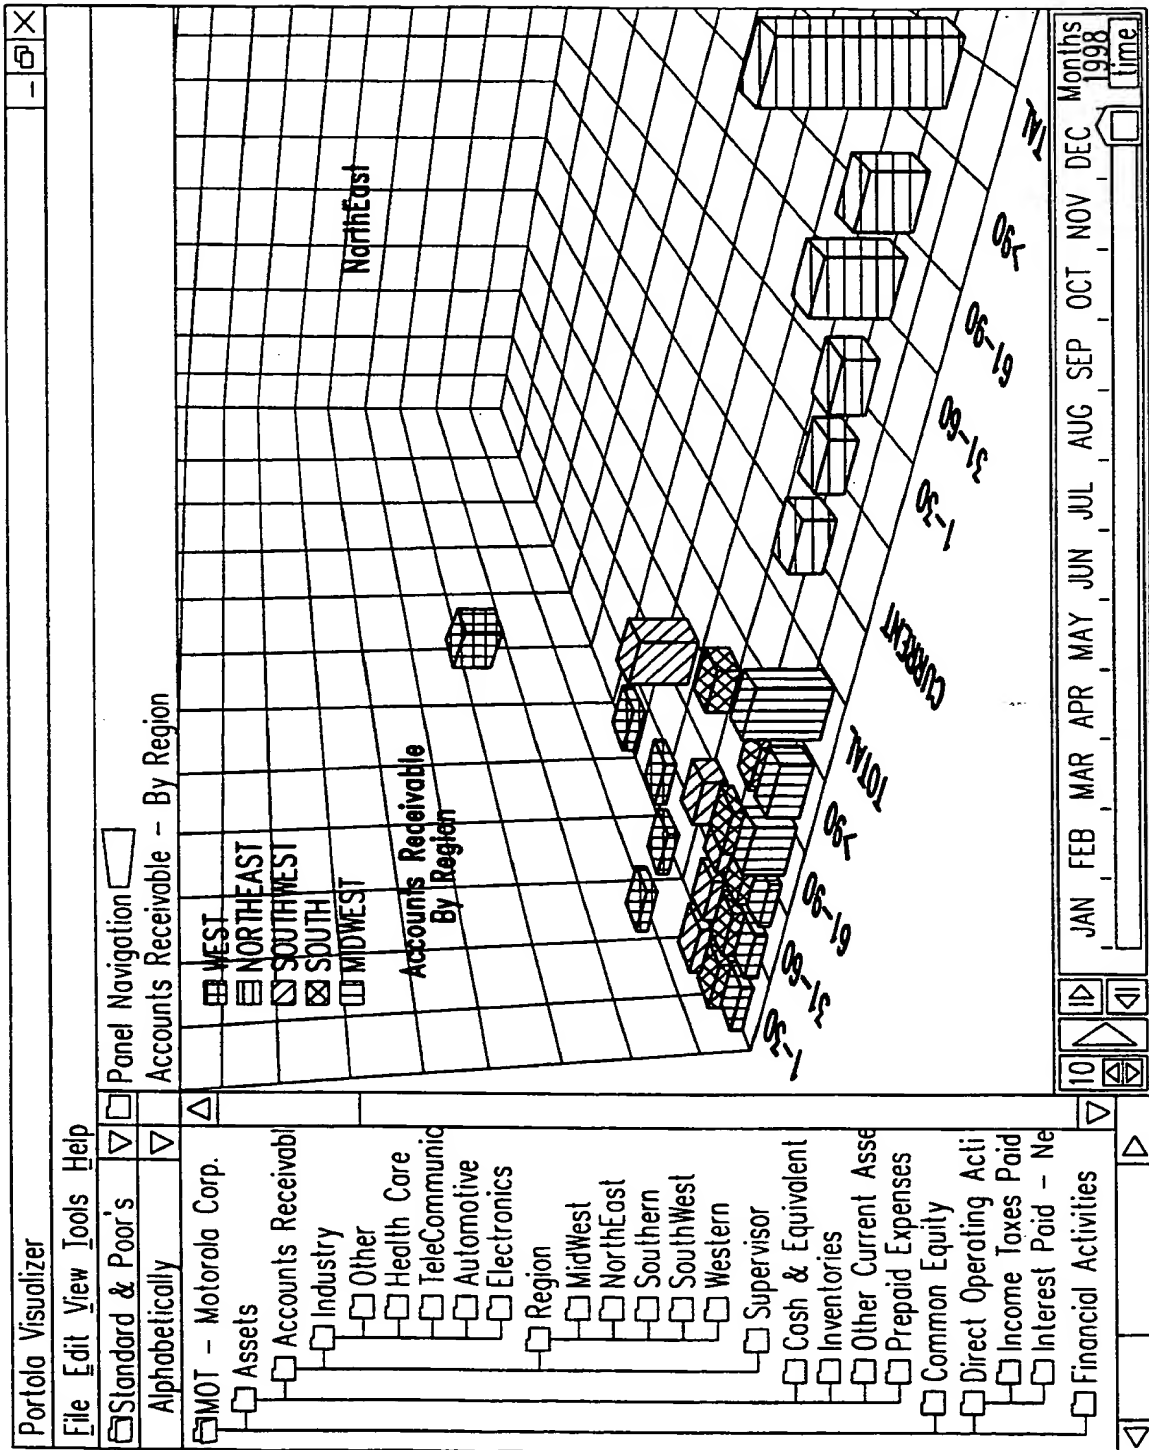 Portola Visualizer
File Edit View Tools Help
Standard & Poor's
Panel Navigation
Alphabetically
Accounts Receivable – By Region
MOT – Motorola Corp.
Assets
Accounts Receivabl
Industry
Other
Health Care
TeleCommunic
Automotive
Electronics
Region
MidWest
NorthEast
Southern
SouthWest
Western
Supervisor
Cash & Equivalent
Inventories
Other Current Asse
Prepaid Expenses
Common Equity
Direct Operating Acti
Income Taxes Paid
Interest Paid – Ne
Financial Activities
WEST
NORTHEAST
SOUTHWEST
SOUTH
MIDWEST
Accounts Receivable
By Region
NorthEast
1–30
31–60
61–90
>90
TOTAL
CURRENT
1–30
31–60
61–90
>90
TAL
10
JAN FEB MAR APR MAY JUN JUL AUG SEP OCT NOV DEC
Months
1998
time